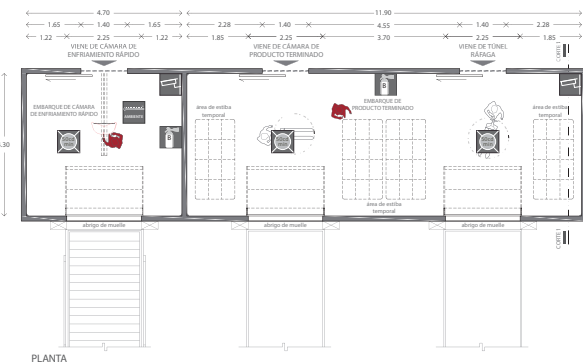 4.70
11.90
1.65
1.40
1.65
2.28
1.40
4.55
1.40
2.28
1.22
2.25
1.22
1.85
2.25
3.70
2.25
1.85
VIENE DE CÁMARA DE
ENFRIAMIENTO RÁPIDO
VIENE DE CÁMARA DE
PRODUCTO TERMINADO
VIENE DE TÚNEL
RÁFAGA
CORTE I
EMBARQUE DE CÁMARA
DE ENFRIAMIENTO RÁPIDO
AMBIENTE
B
área de estiba
temporal
B
EMBARQUE DE
PRODUCTO TERMINADO
área de estiba
temporal
min
min
min
área de estiba
temporal
abrigo de muelle
abrigo de muelle
abrigo de muelle
CORTE I
PLANTA